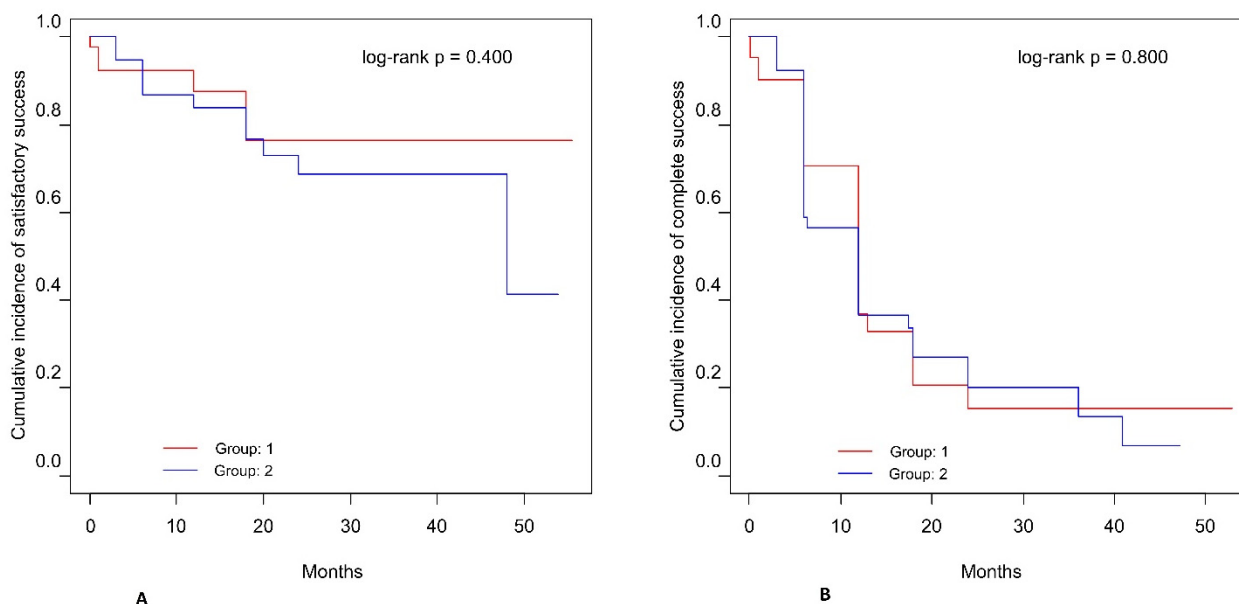 log-rank p = 0.400
Cumulative incidence of satisfactory success
1.0
0.8
0.6
0.4
0.2
0.0
Group: 1
Group: 2
0 10 20 30 40 50
Months
A
log-rank p = 0.800
Cumulative incidence of complete success
1.0
0.8
0.6
0.4
0.2
0.0
Group: 1
Group: 2
0 10 20 30 40 50
Months
B